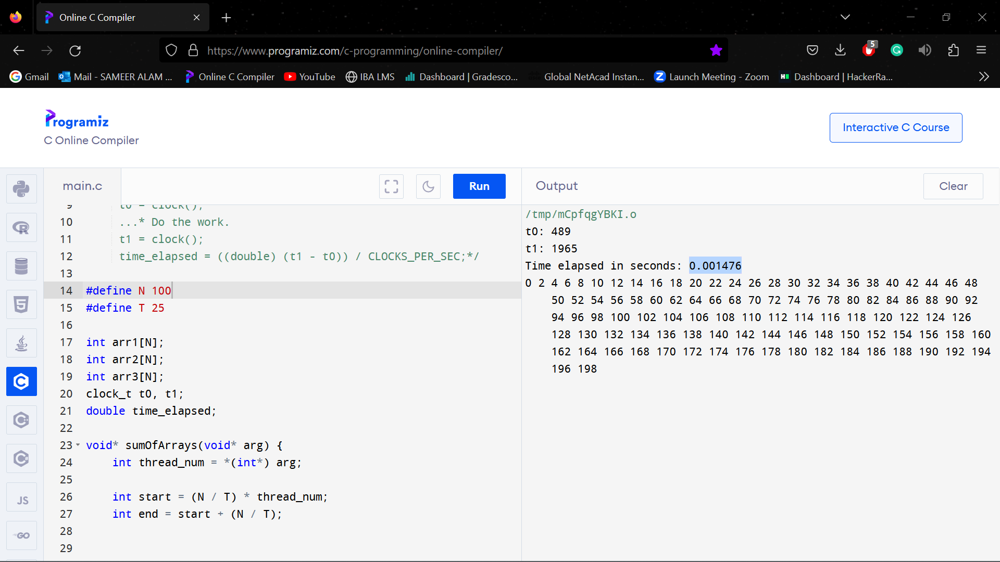 Online C Compiler
https://www.programiz.com/c-programming/online-compiler/
5
Gmail
Mail - SAMEER ALAM ...
Online C Compiler
YouTube
IBA LMS
Dashboard | Gradesco...
Global NetAcad Instan...
Launch Meeting - Zoom
Dashboard | HackerRa...
Programiz
C Online Compiler
Interactive C Course
main.c
Run
Output
Clear
9 t0 = clock();
10 ...* Do the work.
11 t1 = clock();
12 time_elapsed = ((double) (t1 - t0)) / CLOCKS_PER_SEC;*/
13
14 #define N 100
15 #define T 25
16
17 int arr1[N];
18 int arr2[N];
19 int arr3[N];
20 clock_t t0, t1;
21 double time_elapsed;
22
23 void* sumOfArrays(void* arg) {
24 int thread_num = *(int*) arg;
25
26 int start = (N / T) * thread_num;
27 int end = start + (N / T);
28
29
/tmp/mCpfqgYBKI.o
t0: 489
t1: 1965
Time elapsed in seconds: 0.001476
0 2 4 6 8 10 12 14 16 18 20 22 24 26 28 30 32 34 36 38 40 42 44 46 48
50 52 54 56 58 60 62 64 66 68 70 72 74 76 78 80 82 84 86 88 90 92
94 96 98 100 102 104 106 108 110 112 114 116 118 120 122 124 126
128 130 132 134 136 138 140 142 144 146 148 150 152 154 156 158 160
162 164 166 168 170 172 174 176 178 180 182 184 186 188 190 192 194
196 198
JS
GO